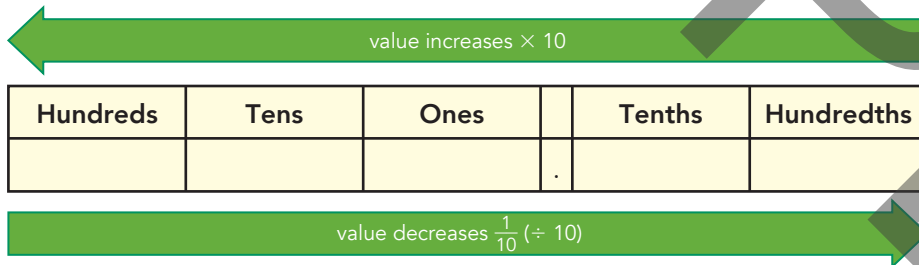 value increases × 10
Hundreds Tens Ones Tenths Hundredths
.
value decreases 1/10 (÷ 10)